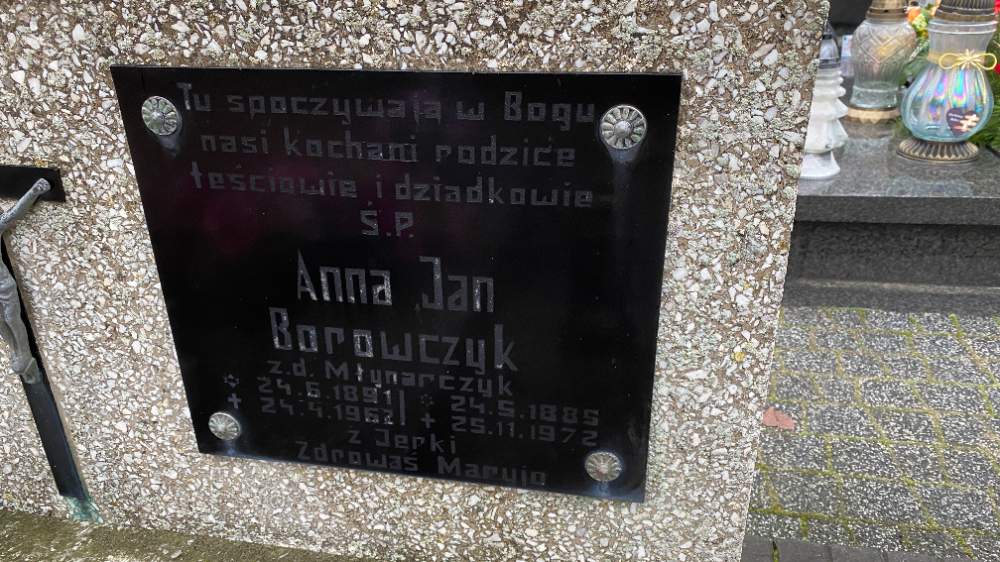 Tu spoczywają w Bogu
nasi kochani rodzice
teściowie i dziadkowie
Ś.P.
Anna Jan
Borowczyk
z.d. Młynarczyk
* 24.6.1891 | * 24.5.1885
+ 24.4.1962 | + 25.11.1972
z Jerki
Zdrowaś Maryjo